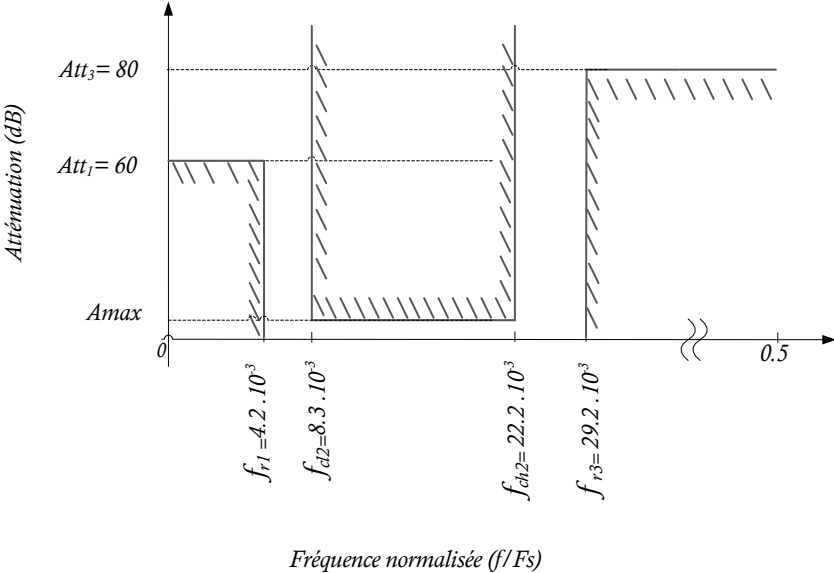 Atténuation (dB)
Att₃= 80
Att₁= 60
Amax
0
0.5
fr1 =4.2 .10⁻³
fcl2=8.3 .10⁻³
fch2= 22.2 .10⁻³
fr3= 29.2 .10⁻³
Fréquence normalisée (f/Fs)